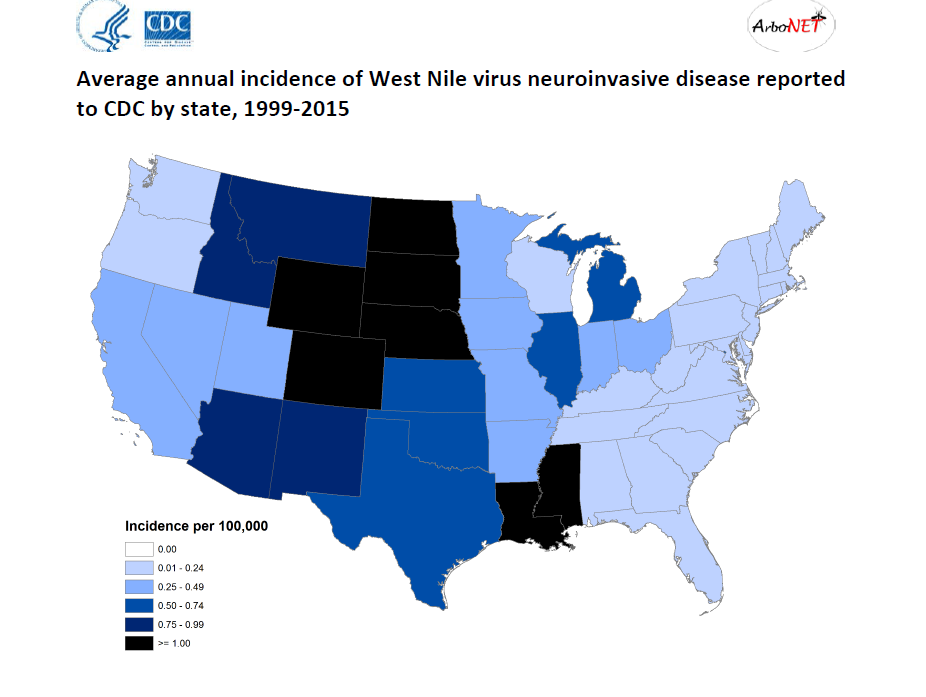 CDC
ArboNET
Average annual incidence of West Nile virus neuroinvasive disease reported
to CDC by state, 1999-2015
Incidence per 100,000
0.00
0.01 - 0.24
0.25 - 0.49
0.50 - 0.74
0.75 - 0.99
>= 1.00